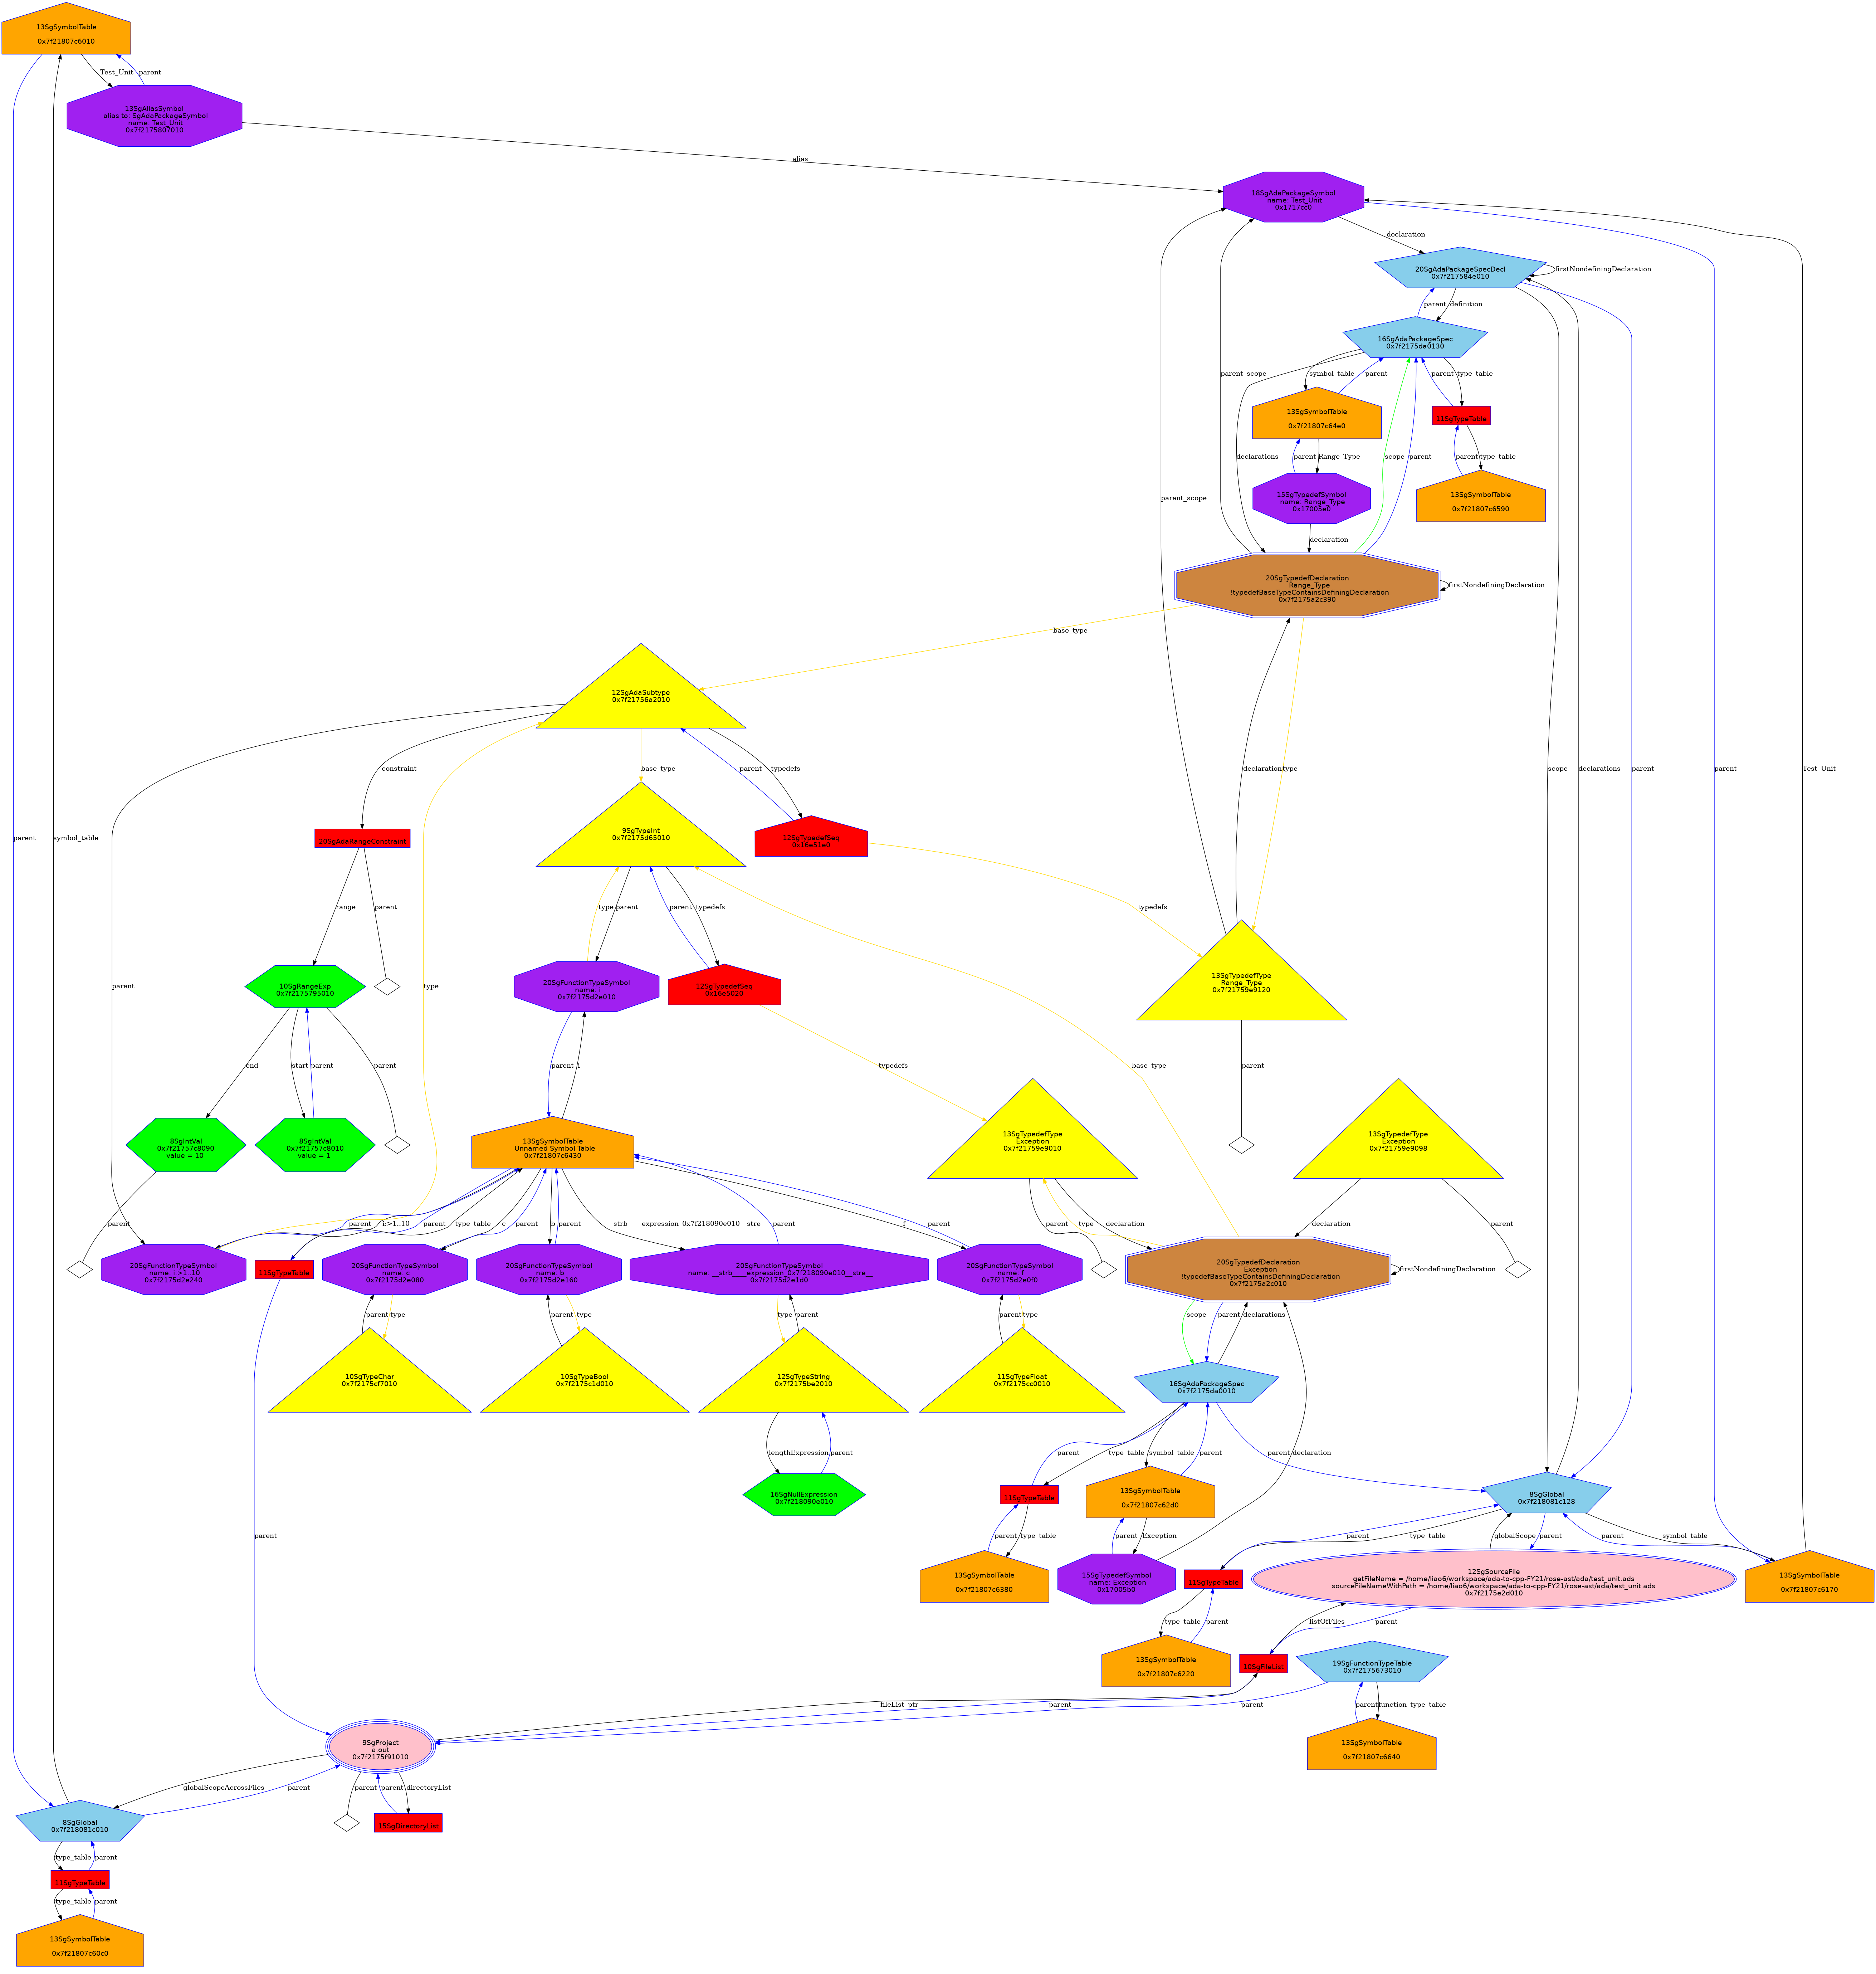 13SgSymbolTable
0x7f21807c6010
Test_Unit
parent
13SgAliasSymbol
alias to: SgAdaPackageSymbol
name: Test_Unit
0x7f2175807010
alias
18SgAdaPackageSymbol
name: Test_Unit
0x1717cc0
declaration
20SgAdaPackageSpecDecl
0x7f217584e010
firstNondefiningDeclaration
parent
definition
16SgAdaPackageSpec
0x7f2175da0130
parent_scope
symbol_table
parent
parent
type_table
13SgSymbolTable
0x7f21807c64e0
11SgTypeTable
declarations
parent
Range_Type
scope
parent
parent
type_table
parent_scope
15SgTypedefSymbol
name: Range_Type
0x17005e0
13SgSymbolTable
0x7f21807c6590
declaration
20SgTypedefDeclaration
Range_Type
!typedefBaseTypeContainsDefiningDeclaration
0x7f2175a2c390
firstNondefiningDeclaration
base_type
12SgAdaSubtype
0x7f21756a2010
constraint
base_type
parent
typedefs
declaration
type
scope
declarations
parent
parent
Test_Unit
parent
symbol_table
20SgAdaRangeConstraint
9SgTypeInt
0x7f2175d65010
12SgTypedefSeq
0x16e51e0
range
parent
type
parent
parent
typedefs
typedefs
parent
type
10SgRangeExp
0x7f2175795010
20SgFunctionTypeSymbol
name: i
0x7f2175d2e010
12SgTypedefSeq
0x16e5020
13SgTypedefType
Range_Type
0x7f21759e9120
end
start
parent
parent
parent
i
typedefs
base_type
parent
8SgIntVal
0x7f21757c8090
value = 10
8SgIntVal
0x7f21757c8010
value = 1
13SgSymbolTable
Unnamed Symbol Table
0x7f21807c6430
13SgTypedefType
Exception
0x7f21759e9010
13SgTypedefType
Exception
0x7f21759e9098
parent
parent
i:>1..10
parent
type_table
c
parent
b
parent
__strb____expression_0x7f218090e010__stre__
parent
f
parent
parent
declaration
type
declaration
parent
20SgFunctionTypeSymbol
name: i:>1..10
0x7f2175d2e240
11SgTypeTable
20SgFunctionTypeSymbol
name: c
0x7f2175d2e080
20SgFunctionTypeSymbol
name: b
0x7f2175d2e160
20SgFunctionTypeSymbol
name: __strb____expression_0x7f218090e010__stre__
0x7f2175d2e1d0
20SgFunctionTypeSymbol
name: f
0x7f2175d2e0f0
20SgTypedefDeclaration
Exception
!typedefBaseTypeContainsDefiningDeclaration
0x7f2175a2c010
firstNondefiningDeclaration
parent
type
parent
type
type
parent
parent
type
scope
parent
declarations
10SgTypeChar
0x7f2175cf7010
10SgTypeBool
0x7f2175c1d010
12SgTypeString
0x7f2175be2010
11SgTypeFloat
0x7f2175cc0010
16SgAdaPackageSpec
0x7f2175da0010
lengthExpression
parent
parent
type_table
symbol_table
parent
parent
declaration
16SgNullExpression
0x7f218090e010
11SgTypeTable
13SgSymbolTable
0x7f21807c62d0
8SgGlobal
0x7f218081c128
parent
parent
type_table
parent
Exception
parent
type_table
globalScope
parent
parent
symbol_table
13SgSymbolTable
0x7f21807c6380
15SgTypedefSymbol
name: Exception
0x17005b0
11SgTypeTable
12SgSourceFile
getFileName = /home/liao6/workspace/ada-to-cpp-FY21/rose-ast/ada/test_unit.ads
sourceFileNameWithPath = /home/liao6/workspace/ada-to-cpp-FY21/rose-ast/ada/test_unit.ads
0x7f2175e2d010
13SgSymbolTable
0x7f21807c6170
type_table
parent
listOfFiles
parent
13SgSymbolTable
0x7f21807c6220
10SgFileList
19SgFunctionTypeTable
0x7f2175673010
fileList_ptr
parent
parent
parent
function_type_table
9SgProject
a.out
0x7f2175f91010
13SgSymbolTable
0x7f21807c6640
globalScopeAcrossFiles
parent
parent
parent
directoryList
8SgGlobal
0x7f218081c010
15SgDirectoryList
type_table
parent
11SgTypeTable
type_table
parent
13SgSymbolTable
0x7f21807c60c0